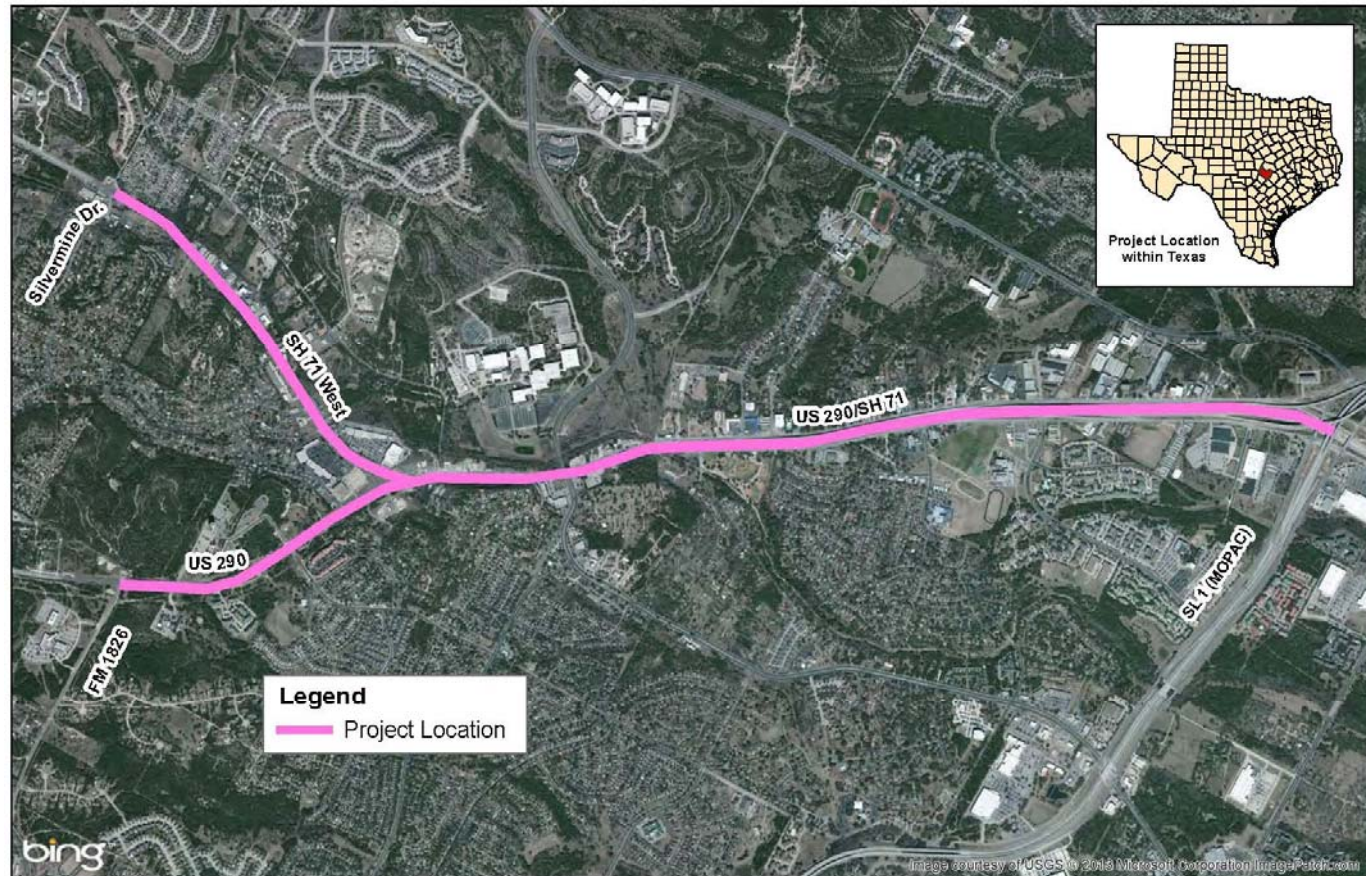 Project Location
within Texas
Silvermine Dr.
SH 71 West
US 290/SH 71
US 290
SL 1 (MOPAC)
FM 1826
Legend
Project Location
bing
Image courtesy of USGS © 2013 Microsoft Corporation ImagePatch.com